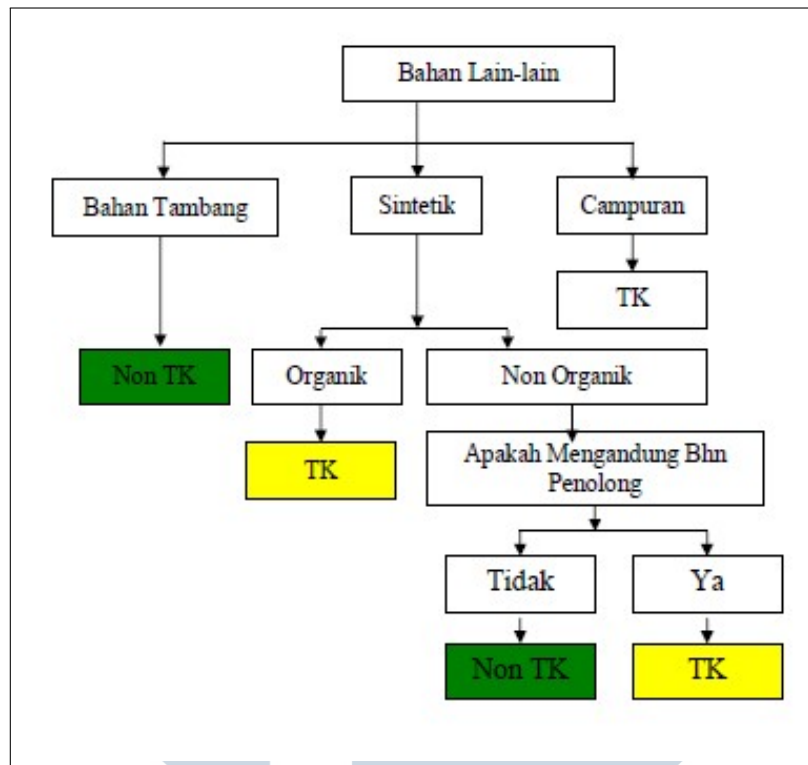 Bahan Lain-lain
Bahan Tambang
Sintetik
Campuran
TK
Non TK
Organik
Non Organik
TK
Apakah Mengandung Bhn
Penolong
Tidak
Ya
Non TK
TK